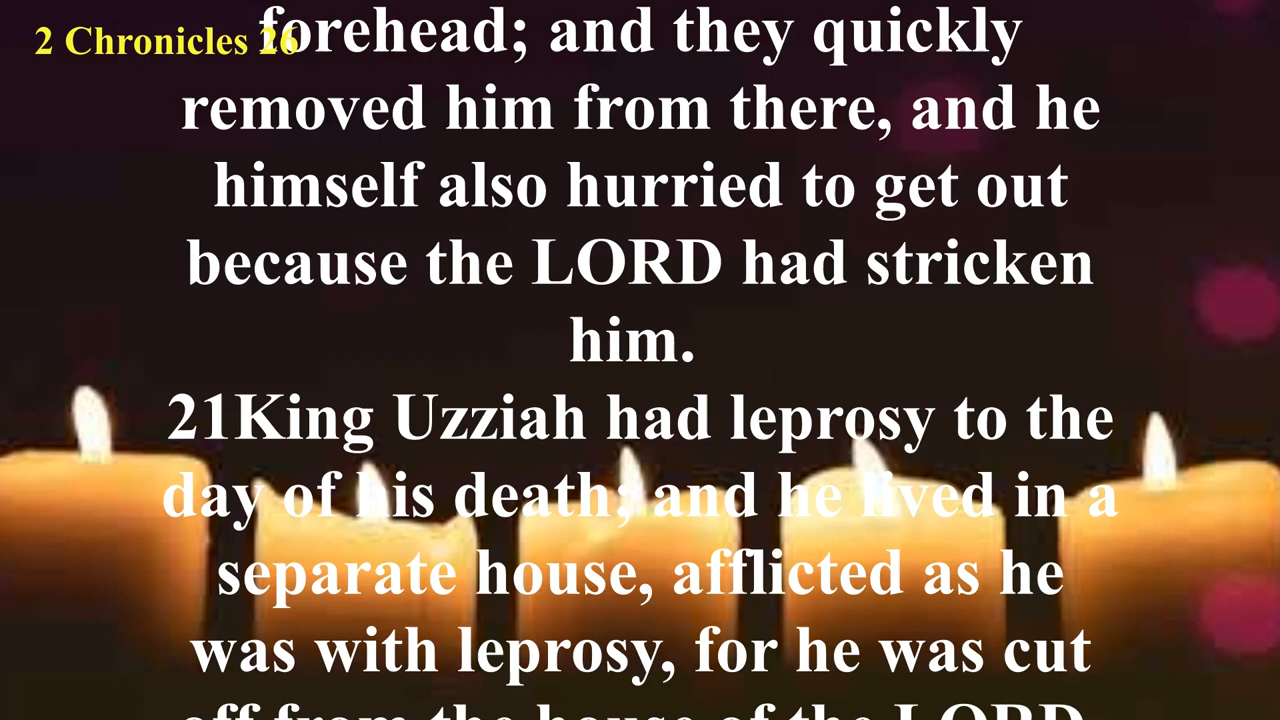 2 Chronicles 26
forehead; and they quickly
removed him from there, and he
himself also hurried to get out
because the LORD had stricken
him.
21King Uzziah had leprosy to the
day of his death; and he lived in a
separate house, afflicted as he
was with leprosy, for he was cut
off from the house of the LORD.